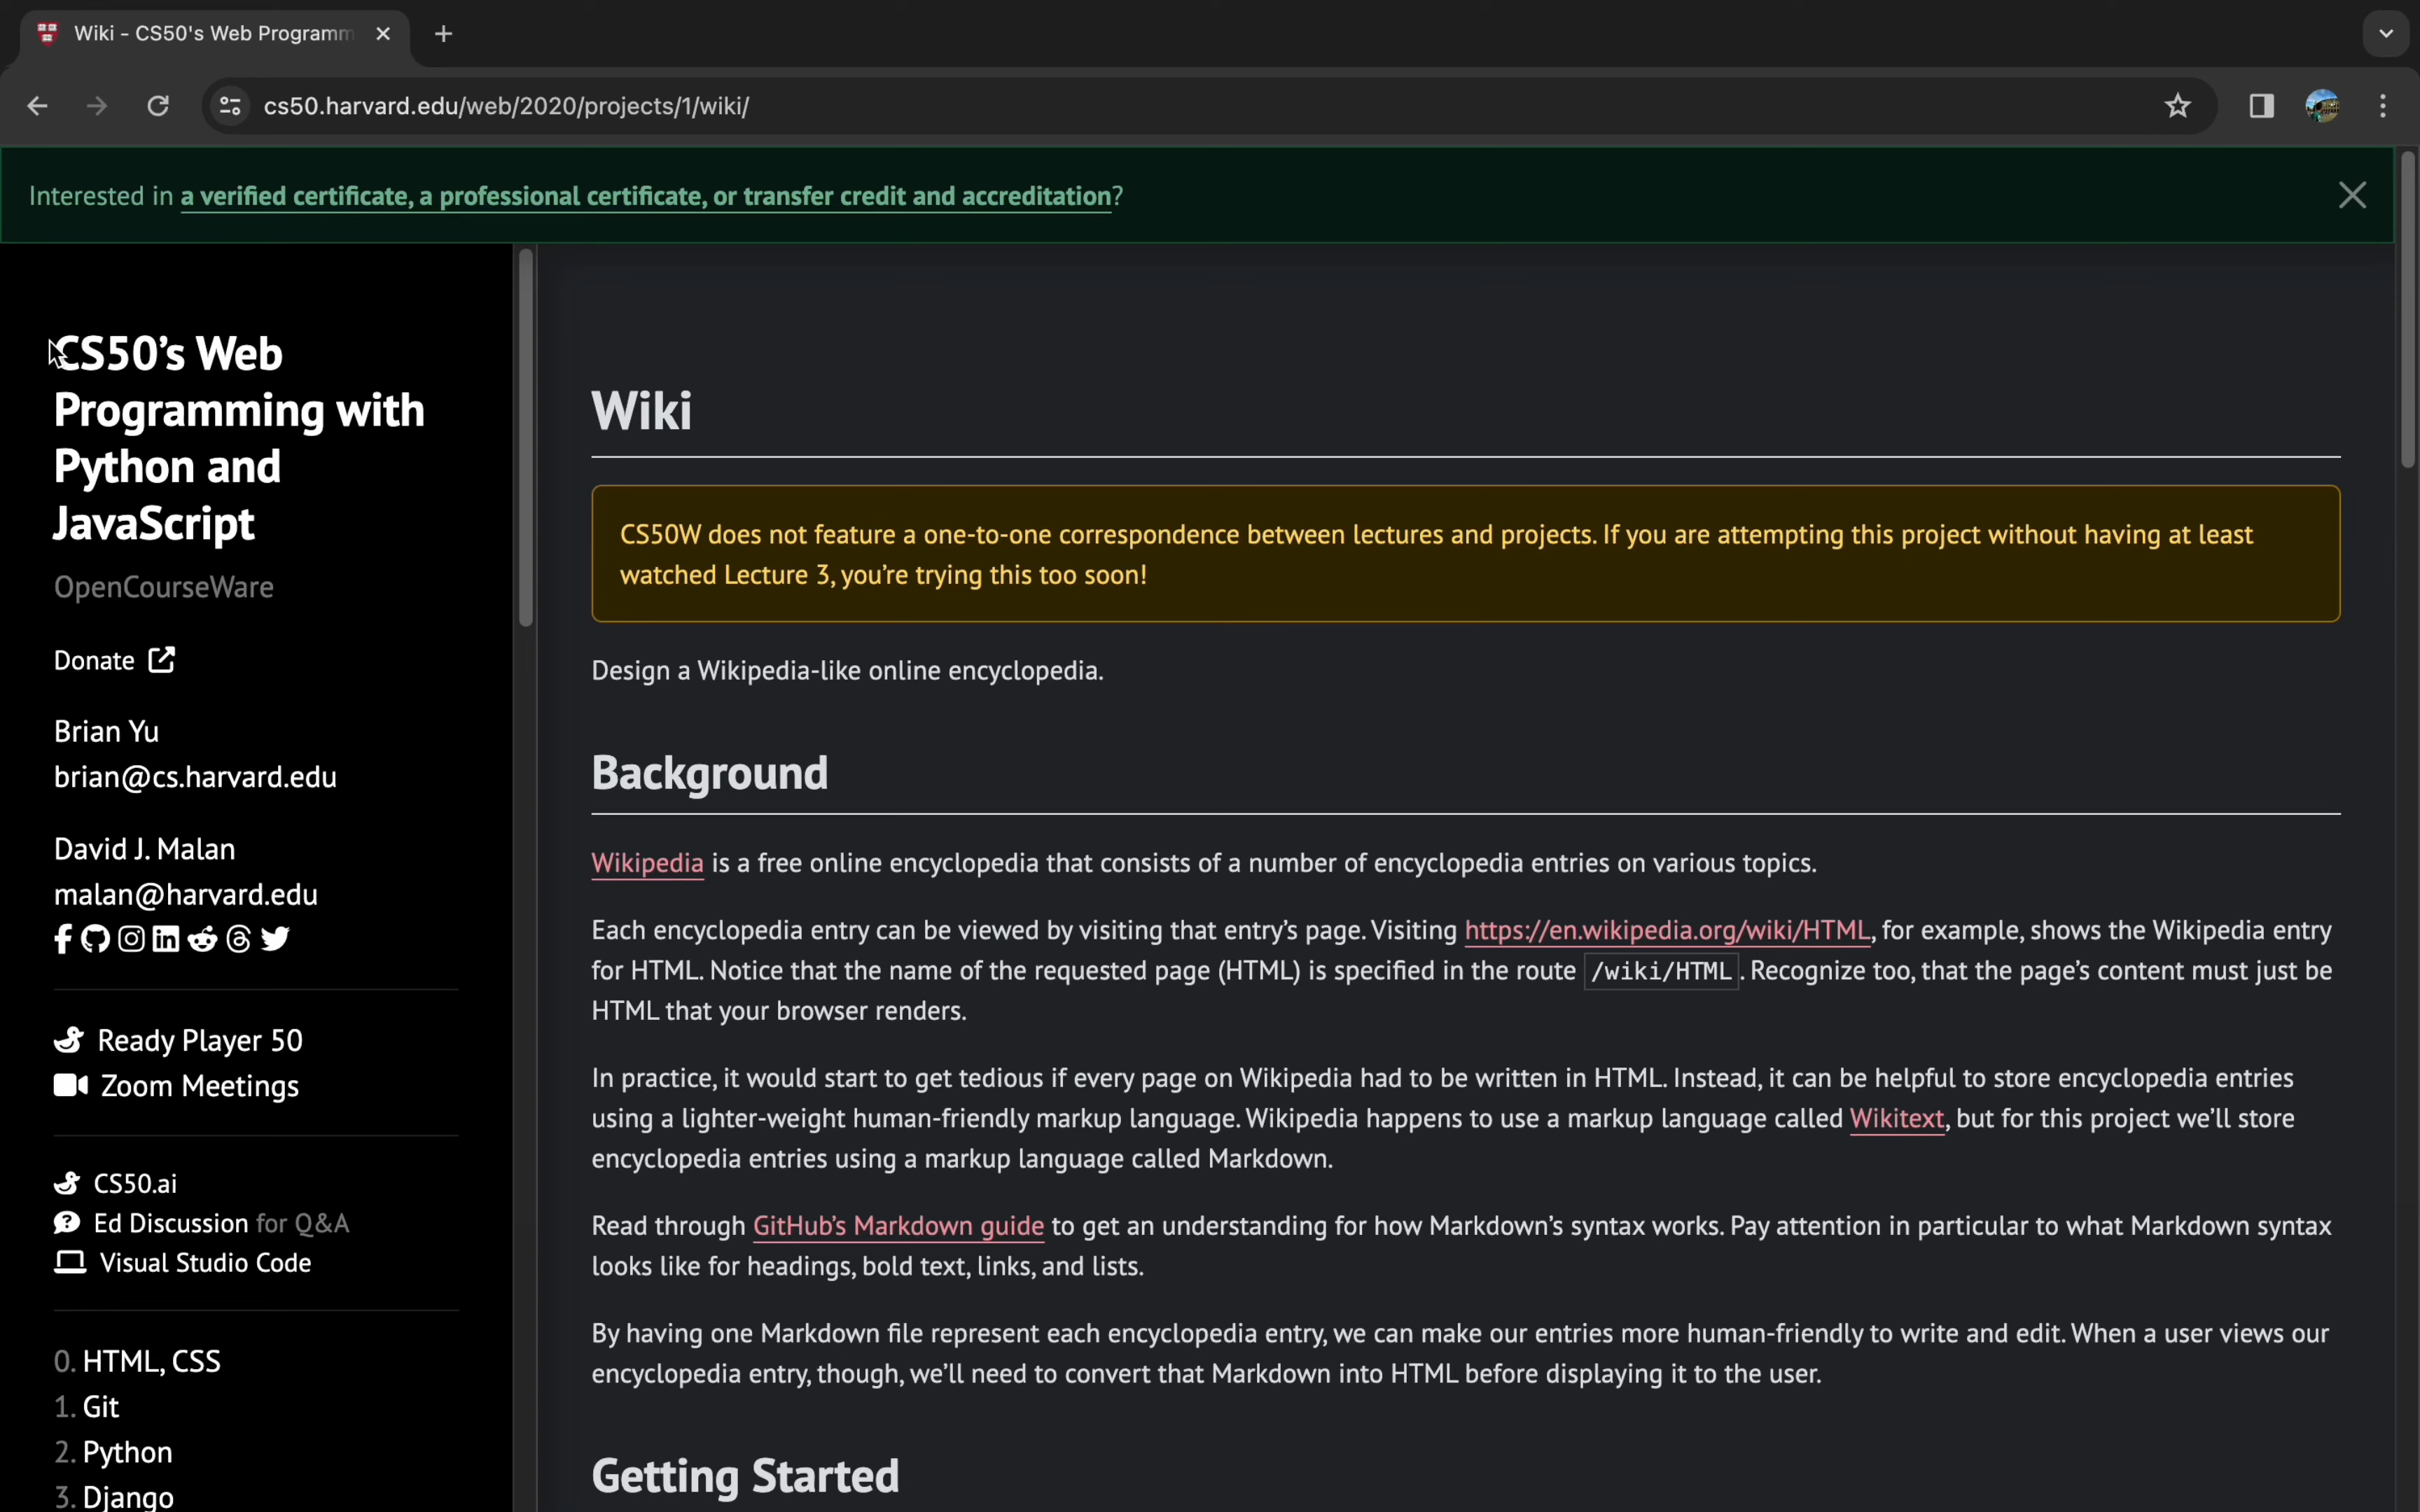 Wiki - CS50's Web Programm
cs50.harvard.edu/web/2020/projects/1/wiki/
Interested in a verified certificate, a professional certificate, or transfer credit and accreditation?
CS50’s Web
Programming with
Python and
JavaScript
OpenCourseWare
Donate
Brian Yu
brian@cs.harvard.edu
David J. Malan
malan@harvard.edu
Ready Player 50
Zoom Meetings
CS50.ai
Ed Discussion for Q&A
Visual Studio Code
0. HTML, CSS
1. Git
2. Python
3. Django
Wiki
CS50W does not feature a one-to-one correspondence between lectures and projects. If you are attempting this project without having at least
watched Lecture 3, you’re trying this too soon!
Design a Wikipedia-like online encyclopedia.
Background
Wikipedia is a free online encyclopedia that consists of a number of encyclopedia entries on various topics.
Each encyclopedia entry can be viewed by visiting that entry’s page. Visiting https://en.wikipedia.org/wiki/HTML, for example, shows the Wikipedia entry
for HTML. Notice that the name of the requested page (HTML) is specified in the route /wiki/HTML. Recognize too, that the page’s content must just be
HTML that your browser renders.
In practice, it would start to get tedious if every page on Wikipedia had to be written in HTML. Instead, it can be helpful to store encyclopedia entries
using a lighter-weight human-friendly markup language. Wikipedia happens to use a markup language called Wikitext, but for this project we’ll store
encyclopedia entries using a markup language called Markdown.
Read through GitHub’s Markdown guide to get an understanding for how Markdown’s syntax works. Pay attention in particular to what Markdown syntax
looks like for headings, bold text, links, and lists.
By having one Markdown file represent each encyclopedia entry, we can make our entries more human-friendly to write and edit. When a user views our
encyclopedia entry, though, we’ll need to convert that Markdown into HTML before displaying it to the user.
Getting Started